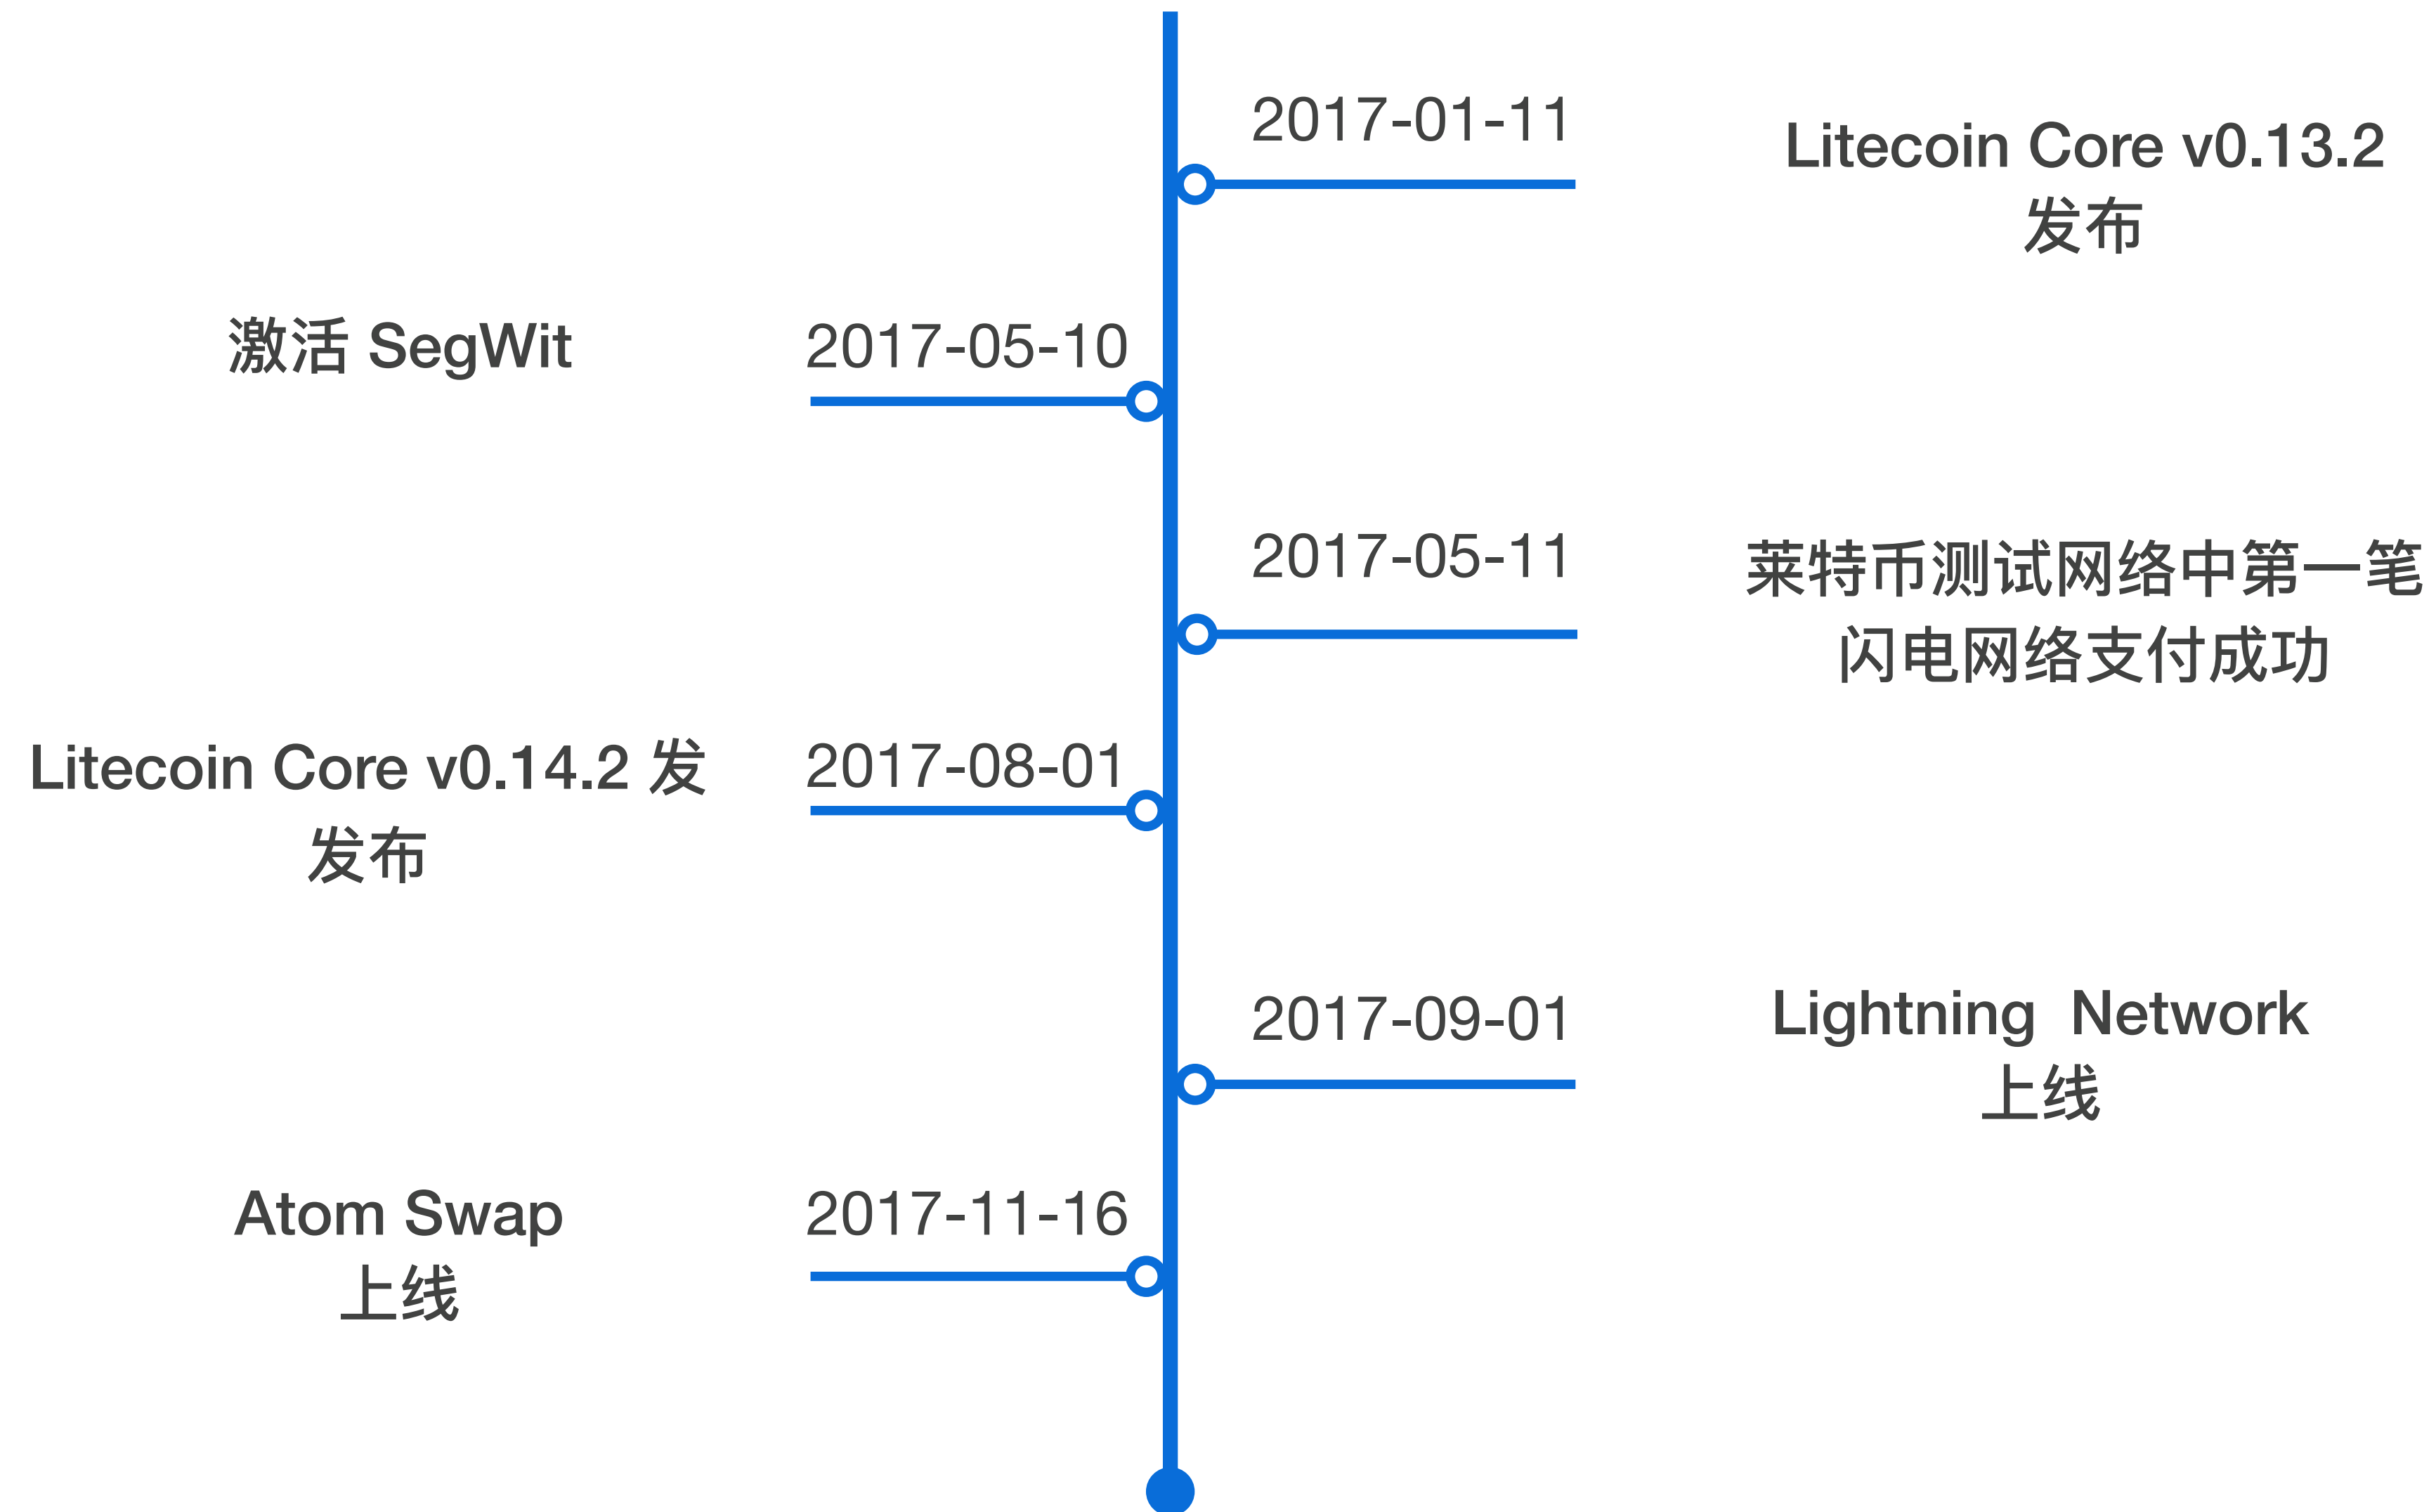 2017-01-11
Litecoin Core v0.13.2
发布
激活 SegWit
2017-05-10
2017-05-11
莱特币测试网络中第一笔
闪电网络支付成功
Litecoin Core v0.14.2 发
发布
2017-08-01
2017-09-01
Lightning Network
上线
Atom Swap
上线
2017-11-16